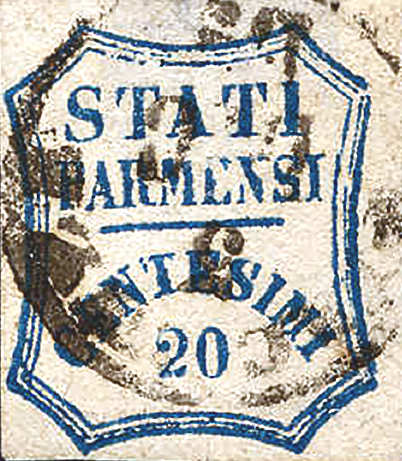 STATI
PARMENSI
CENTESIMI
20